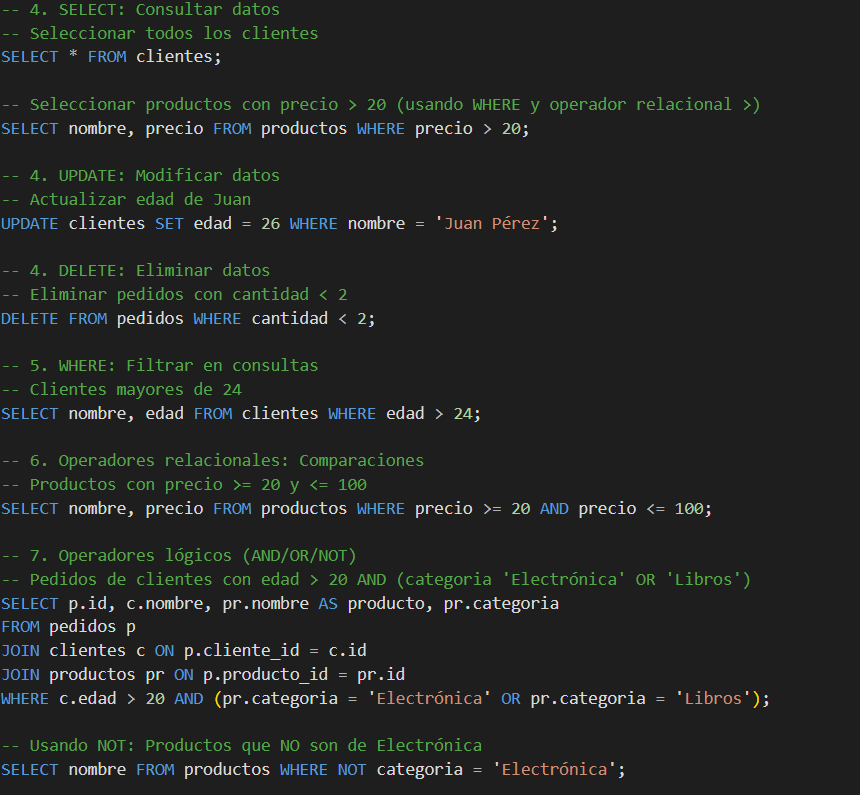 -- 4. SELECT: Consultar datos
-- Seleccionar todos los clientes
SELECT * FROM clientes;
-- Seleccionar productos con precio > 20 (usando WHERE y operador relacional >)
SELECT nombre, precio FROM productos WHERE precio > 20;
-- 4. UPDATE: Modificar datos
-- Actualizar edad de Juan
UPDATE clientes SET edad = 26 WHERE nombre = 'Juan Pérez';
-- 4. DELETE: Eliminar datos
-- Eliminar pedidos con cantidad < 2
DELETE FROM pedidos WHERE cantidad < 2;
-- 5. WHERE: Filtrar en consultas
-- Clientes mayores de 24
SELECT nombre, edad FROM clientes WHERE edad > 24;
-- 6. Operadores relacionales: Comparaciones
-- Productos con precio >= 20 y <= 100
SELECT nombre, precio FROM productos WHERE precio >= 20 AND precio <= 100;
-- 7. Operadores lógicos (AND/OR/NOT)
-- Pedidos de clientes con edad > 20 AND (categoria 'Electrónica' OR 'Libros')
SELECT p.id, c.nombre, pr.nombre AS producto, pr.categoria
FROM pedidos p
JOIN clientes c ON p.cliente_id = c.id
JOIN productos pr ON p.producto_id = pr.id
WHERE c.edad > 20 AND (pr.categoria = 'Electrónica' OR pr.categoria = 'Libros');
-- Usando NOT: Productos que NO son de Electrónica
SELECT nombre FROM productos WHERE NOT categoria = 'Electrónica';